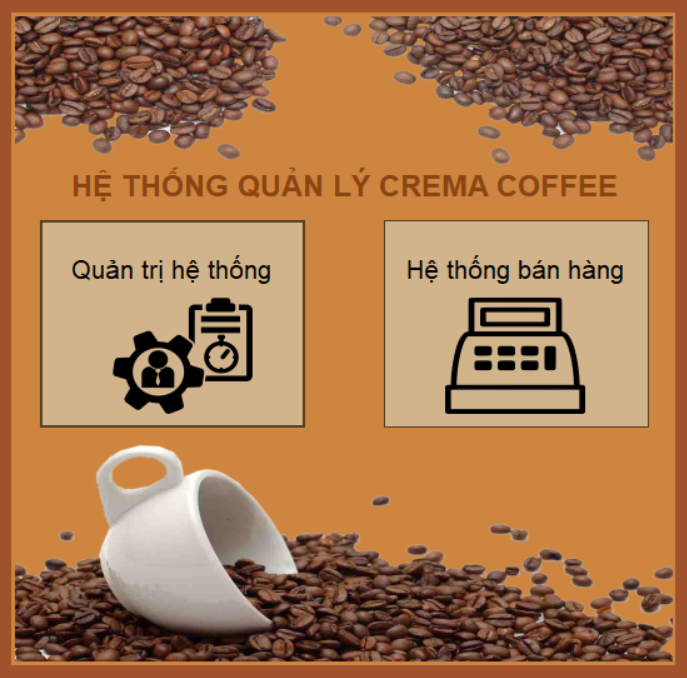 HỆ THỐNG QUẢN LÝ CREMA COFFEE
Quản trị hệ thống
Hệ thống bán hàng